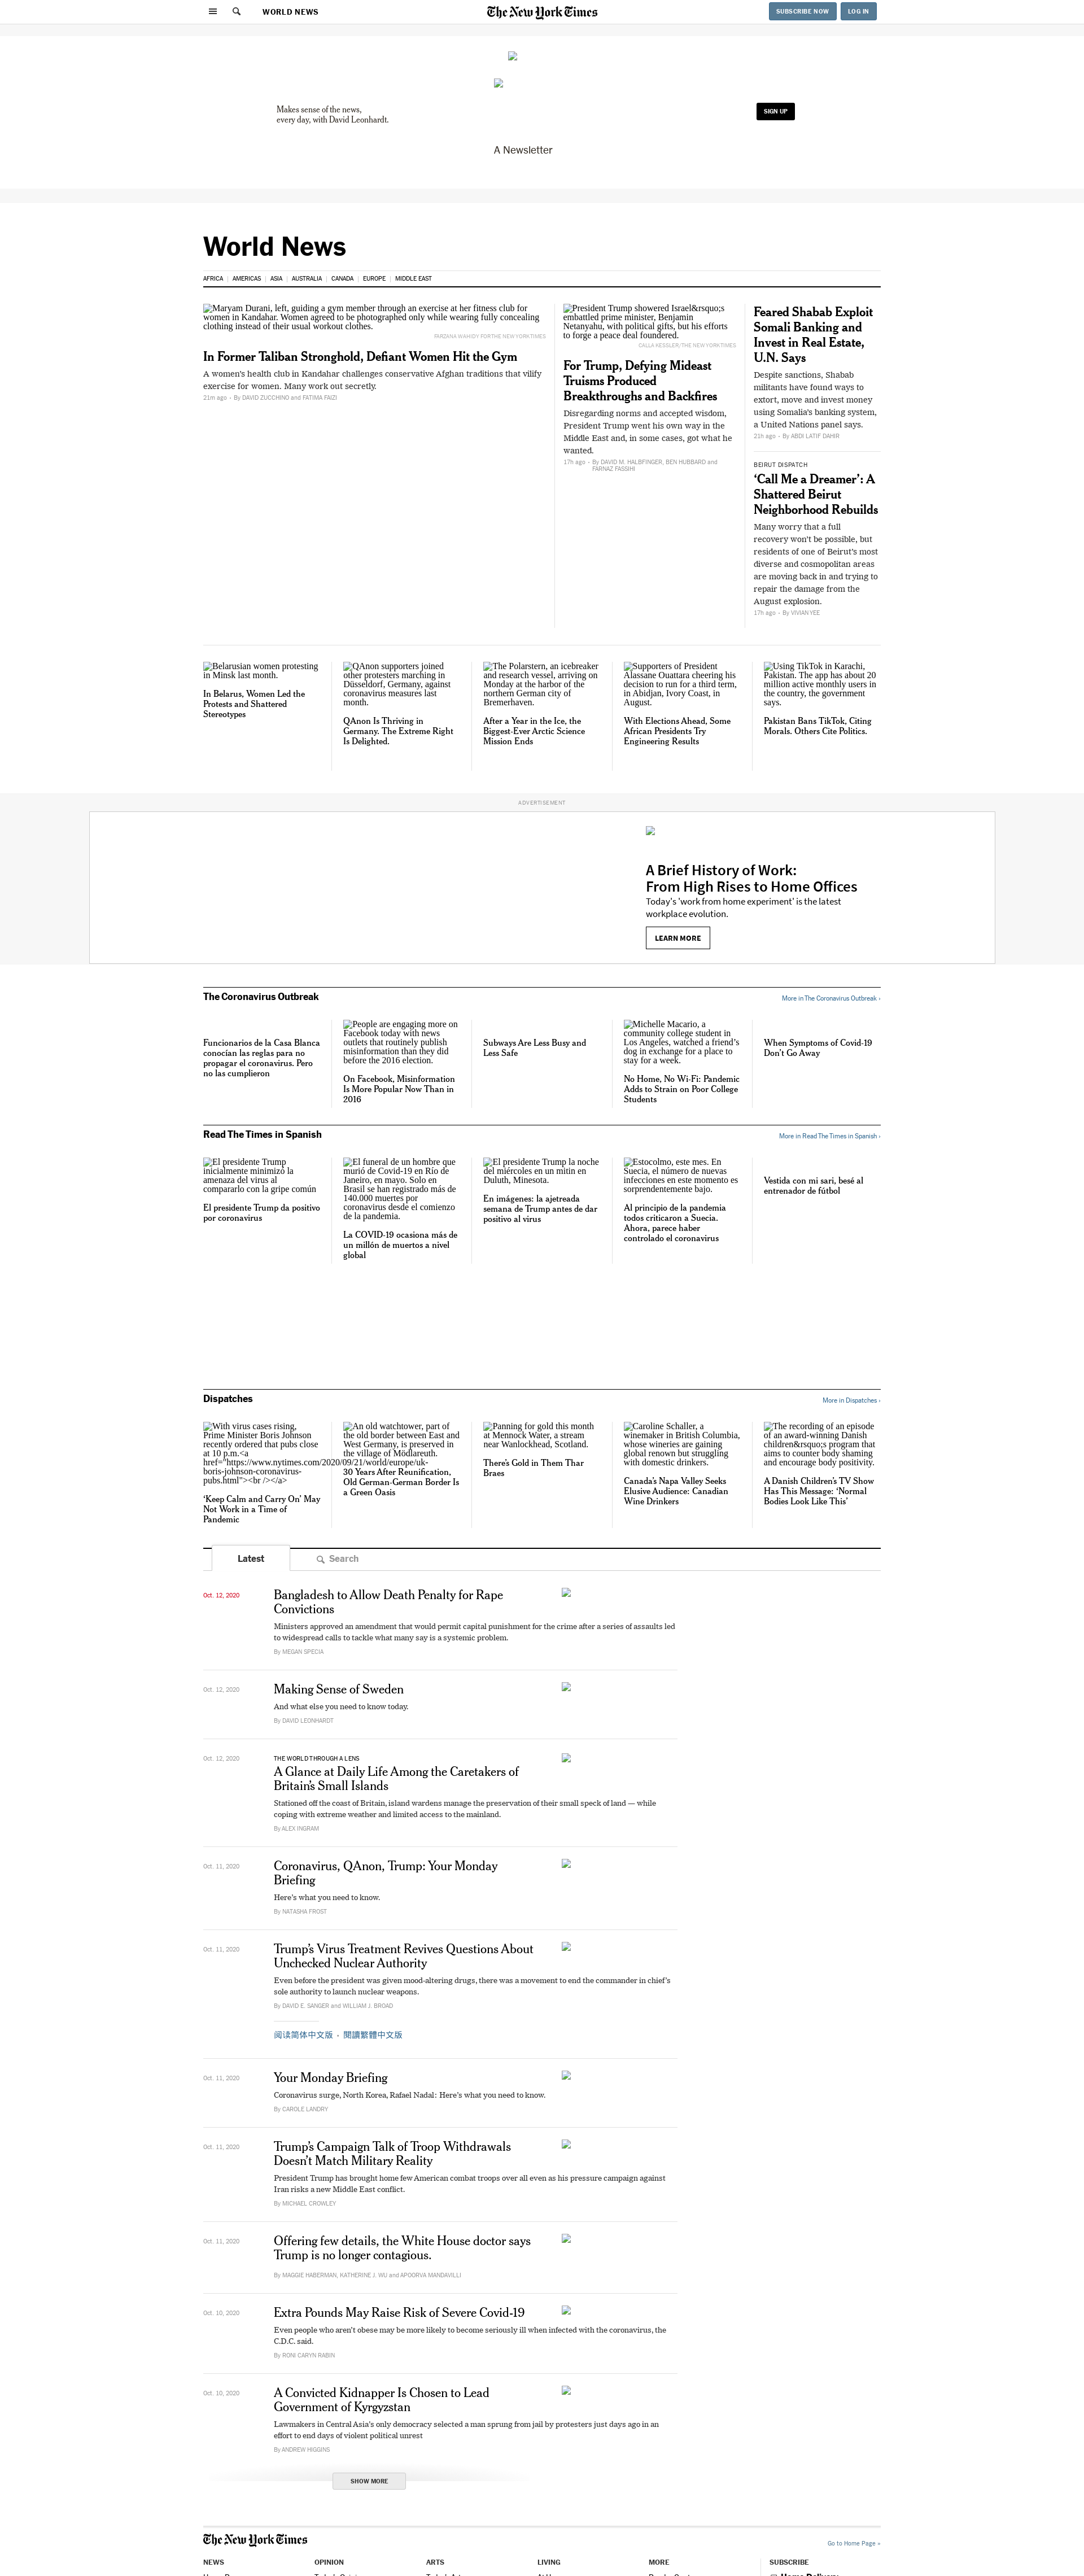 WORLD NEWS
The New York Times
SUBSCRIBE NOW
LOG IN
Makes sense of the news,
every day, with David Leonhardt.
SIGN UP
A Newsletter
World News
AFRICA | AMERICAS | ASIA | AUSTRALIA | CANADA | EUROPE | MIDDLE EAST
Maryam Durani, left, guiding a gym member through an exercise at her fitness club for
women in Kandahar. Women agreed to be photographed only while wearing fully concealing
clothing instead of their usual workout clothes.
FARZANA WAHIDY FOR THE NEW YORK TIMES
In Former Taliban Stronghold, Defiant Women Hit the Gym
A women's health club in Kandahar challenges conservative Afghan traditions that vilify
exercise for women. Many work out secretly.
21m ago - By DAVID ZUCCHINO and FATIMA FAIZI
President Trump showered Israel&rsquo;s
embattled prime minister, Benjamin
Netanyahu, with political gifts, but his efforts
to forge a peace deal foundered.
CALLA KESSLER/THE NEW YORK TIMES
For Trump, Defying Mideast
Truisms Produced
Breakthroughs and Backfires
Disregarding norms and accepted wisdom,
President Trump went his own way in the
Middle East and, in some cases, got what he
wanted.
17h ago - By DAVID M. HALBFINGER, BEN HUBBARD and
FARNAZ FASSIHI
Feared Shabab Exploit
Somali Banking and
Invest in Real Estate,
U.N. Says
Despite sanctions, Shabab
militants have found ways to
extort, move and invest money
using Somalia's banking system,
a United Nations panel says.
21h ago - By ABDI LATIF DAHIR
BEIRUT DISPATCH
‘Call Me a Dreamer’: A
Shattered Beirut
Neighborhood Rebuilds
Many worry that a full
recovery won't be possible, but
residents of one of Beirut's most
diverse and cosmopolitan areas
are moving back in and trying to
repair the damage from the
August explosion.
17h ago - By VIVIAN YEE
Belarusian women protesting
in Minsk last month.
In Belarus, Women Led the
Protests and Shattered
Stereotypes
QAnon supporters joined
other protesters marching in
Düsseldorf, Germany, against
coronavirus measures last
month.
QAnon Is Thriving in
Germany. The Extreme Right
Is Delighted.
The Polarstern, an icebreaker
and research vessel, arriving on
Monday at the harbor of the
northern German city of
Bremerhaven.
After a Year in the Ice, the
Biggest-Ever Arctic Science
Mission Ends
Supporters of President
Alassane Ouattara cheering his
decision to run for a third term,
in Abidjan, Ivory Coast, in
August.
With Elections Ahead, Some
African Presidents Try
Engineering Results
Using TikTok in Karachi,
Pakistan. The app has about 20
million active monthly users in
the country, the government
says.
Pakistan Bans TikTok, Citing
Morals. Others Cite Politics.
ADVERTISEMENT
A Brief History of Work:
From High Rises to Home Offices
Today's 'work from home experiment' is the latest
workplace evolution.
LEARN MORE
The Coronavirus Outbreak
More in The Coronavirus Outbreak ›
Funcionarios de la Casa Blanca
conocían las reglas para no
propagar el coronavirus. Pero
no las cumplieron
People are engaging more on
Facebook today with news
outlets that routinely publish
misinformation than they did
before the 2016 election.
On Facebook, Misinformation
Is More Popular Now Than in
2016
Subways Are Less Busy and
Less Safe
Michelle Macario, a
community college student in
Los Angeles, watched a friend’s
dog in exchange for a place to
stay for a week.
No Home, No Wi-Fi: Pandemic
Adds to Strain on Poor College
Students
When Symptoms of Covid-19
Don’t Go Away
Read The Times in Spanish
More in Read The Times in Spanish ›
El presidente Trump
inicialmente minimizó la
amenaza del virus al
compararlo con la gripe común
El presidente Trump da positivo
por coronavirus
El funeral de un hombre que
murió de Covid-19 en Río de
Janeiro, en mayo. Solo en
Brasil se han registrado más de
140.000 muertes por
coronavirus desde el comienzo
de la pandemia.
La COVID-19 ocasiona más de
un millón de muertos a nivel
global
El presidente Trump la noche
del miércoles en un mitin en
Duluth, Minesota.
En imágenes: la ajetreada
semana de Trump antes de dar
positivo al virus
Estocolmo, este mes. En
Suecia, el número de nuevas
infecciones en este momento es
sorprendentemente bajo.
Al principio de la pandemia
todos criticaron a Suecia.
Ahora, parece haber
controlado el coronavirus
Vestida con mi sari, besé al
entrenador de fútbol
Dispatches
More in Dispatches ›
With virus cases rising,
Prime Minister Boris Johnson
recently ordered that pubs close
at 10 p.m.<a
href="https://www.nytimes.com/2020/09/21/world/europe/uk-
boris-johnson-coronavirus-
pubs.html"><br /></a>
‘Keep Calm and Carry On’ May
Not Work in a Time of
Pandemic
An old watchtower, part of
the old border between East and
West Germany, is preserved in
the village of Mödlareuth.
30 Years After Reunification,
Old German-German Border Is
a Green Oasis
Panning for gold this month
at Mennock Water, a stream
near Wanlockhead, Scotland.
There’s Gold in Them Thar
Braes
Caroline Schaller, a
winemaker in British Columbia,
whose wineries are gaining
global renown but struggling
with domestic drinkers.
Canada’s Napa Valley Seeks
Elusive Audience: Canadian
Wine Drinkers
The recording of an episode
of an award-winning Danish
children&rsquo;s program that
aims to counter body shaming
and encourage body positivity.
A Danish Children’s TV Show
Has This Message: ‘Normal
Bodies Look Like This’
Latest
Search
Oct. 12, 2020
Bangladesh to Allow Death Penalty for Rape
Convictions
Ministers approved an amendment that would permit capital punishment for the crime after a series of assaults led
to widespread calls to tackle what many say is a systemic problem.
By MEGAN SPECIA
Oct. 12, 2020
Making Sense of Sweden
And what else you need to know today.
By DAVID LEONHARDT
Oct. 12, 2020
THE WORLD THROUGH A LENS
A Glance at Daily Life Among the Caretakers of
Britain’s Small Islands
Stationed off the coast of Britain, island wardens manage the preservation of their small speck of land — while
coping with extreme weather and limited access to the mainland.
By ALEX INGRAM
Oct. 11, 2020
Coronavirus, QAnon, Trump: Your Monday
Briefing
Here’s what you need to know.
By NATASHA FROST
Oct. 11, 2020
Trump’s Virus Treatment Revives Questions About
Unchecked Nuclear Authority
Even before the president was given mood-altering drugs, there was a movement to end the commander in chief’s
sole authority to launch nuclear weapons.
By DAVID E. SANGER and WILLIAM J. BROAD
阅读简体中文版 · 閱讀繁體中文版
Oct. 11, 2020
Your Monday Briefing
Coronavirus surge, North Korea, Rafael Nadal: Here’s what you need to know.
By CAROLE LANDRY
Oct. 11, 2020
Trump’s Campaign Talk of Troop Withdrawals
Doesn’t Match Military Reality
President Trump has brought home few American combat troops over all even as his pressure campaign against
Iran risks a new Middle East conflict.
By MICHAEL CROWLEY
Oct. 11, 2020
Offering few details, the White House doctor says
Trump is no longer contagious.
By MAGGIE HABERMAN, KATHERINE J. WU and APOORVA MANDAVILLI
Oct. 10, 2020
Extra Pounds May Raise Risk of Severe Covid-19
Even people who aren’t obese may be more likely to become seriously ill when infected with the coronavirus, the
C.D.C. said.
By RONI CARYN RABIN
Oct. 10, 2020
A Convicted Kidnapper Is Chosen to Lead
Government of Kyrgyzstan
Lawmakers in Central Asia’s only democracy selected a man sprung from jail by protesters just days ago in an
effort to end days of violent political unrest
By ANDREW HIGGINS
SHOW MORE
The New York Times
Go to Home Page »
NEWS
OPINION
ARTS
LIVING
MORE
SUBSCRIBE